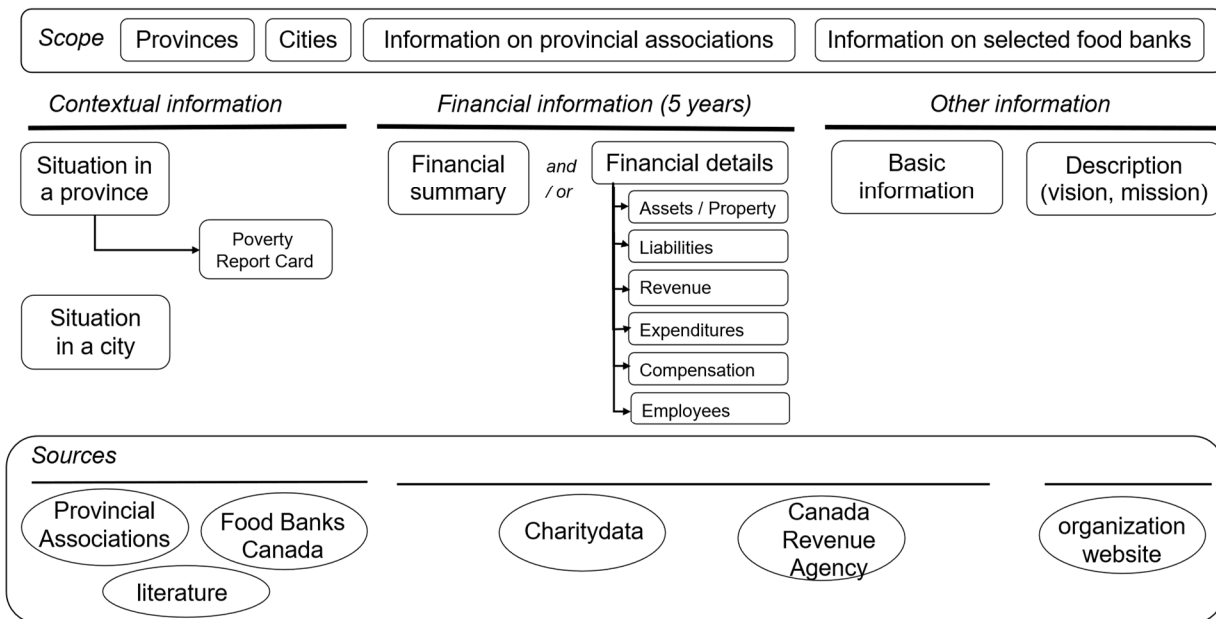 Scope
Provinces
Cities
Information on provincial associations
Information on selected food banks
Contextual information
Financial information (5 years)
Other information
Situation in
a province
Poverty
Report Card
Situation
in a city
Financial
summary
and
/ or
Financial details
Assets / Property
Liabilities
Revenue
Expenditures
Compensation
Employees
Basic
information
Description
(vision, mission)
Sources
Provincial
Associations
Food Banks
Canada
literature
Charitydata
Canada
Revenue
Agency
organization
website